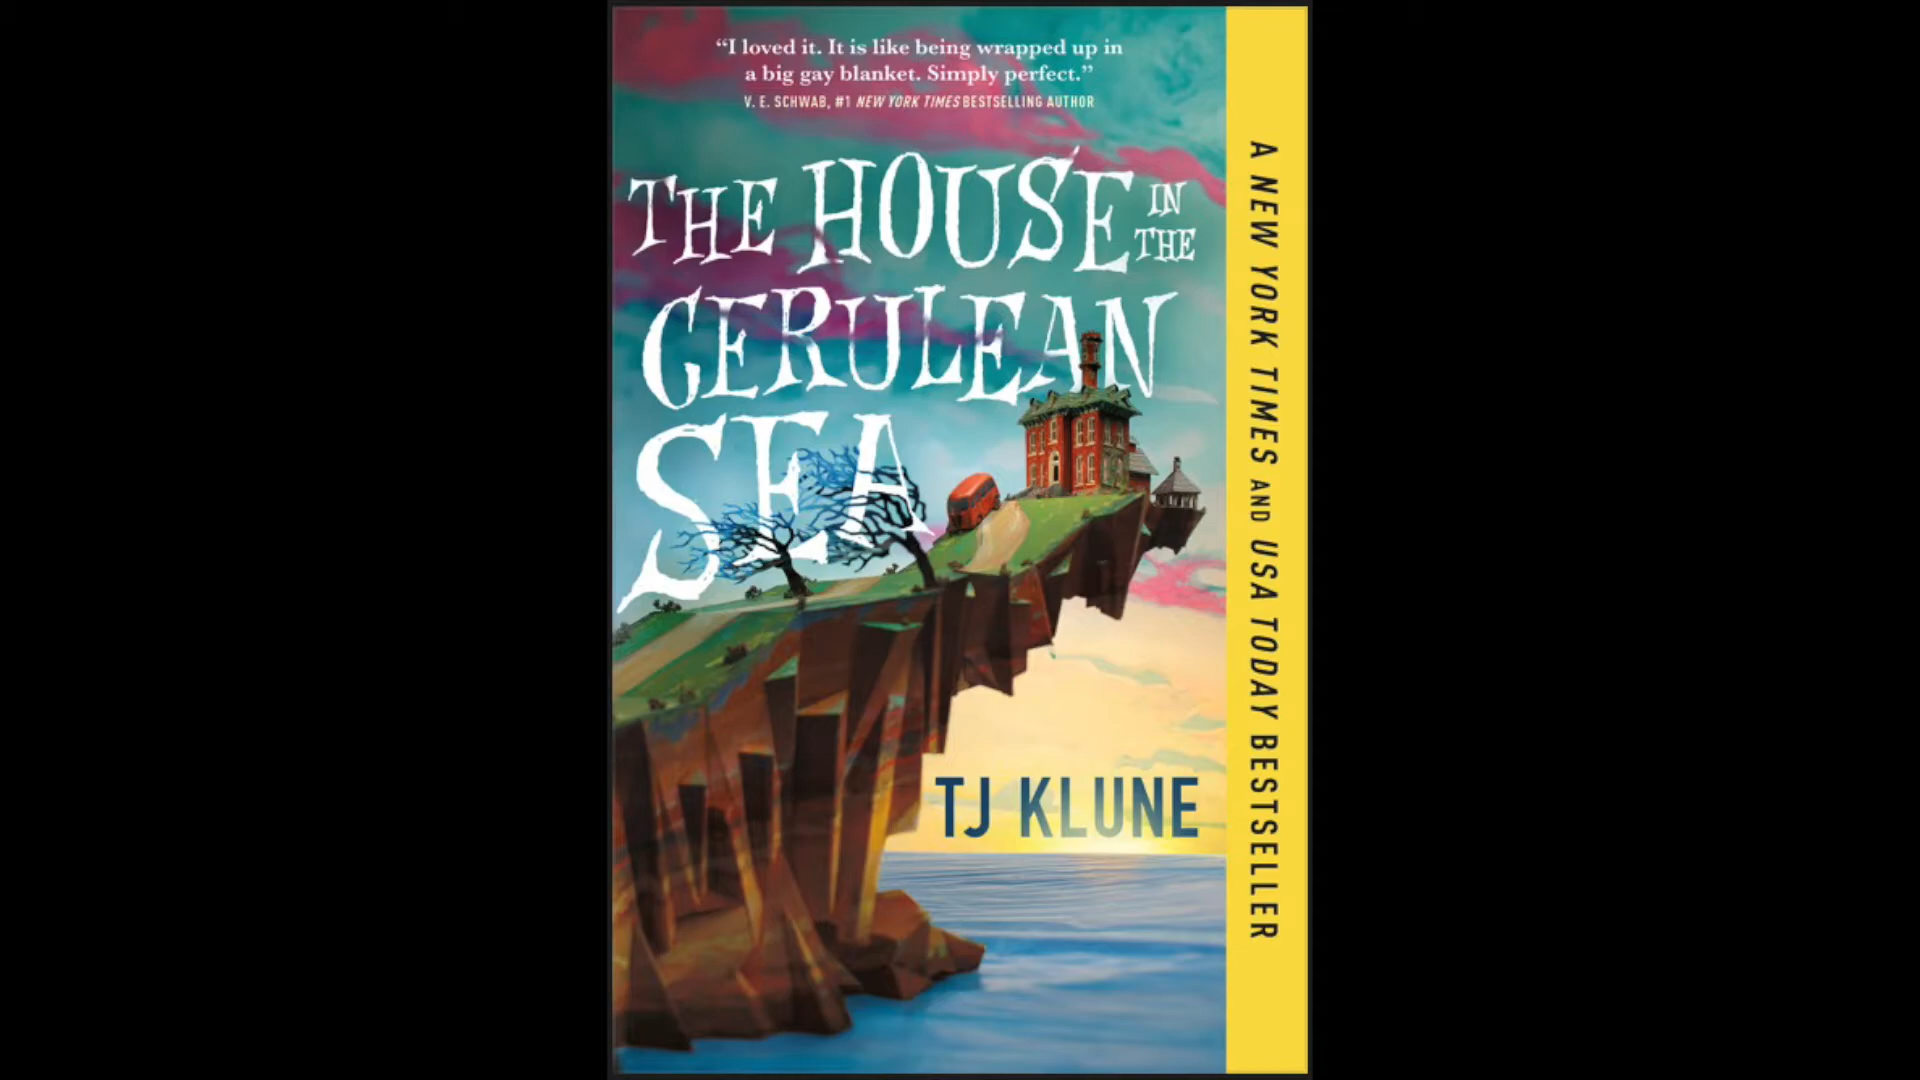 “I loved it. It is like being wrapped up in
a big gay blanket. Simply perfect.”
V. E. SCHWAB, #1 NEW YORK TIMES BESTSELLING AUTHOR
THE HOUSE IN THE
CERULEAN
SEA
TJ KLUNE
A NEW YORK TIMES AND USA TODAY BESTSELLER